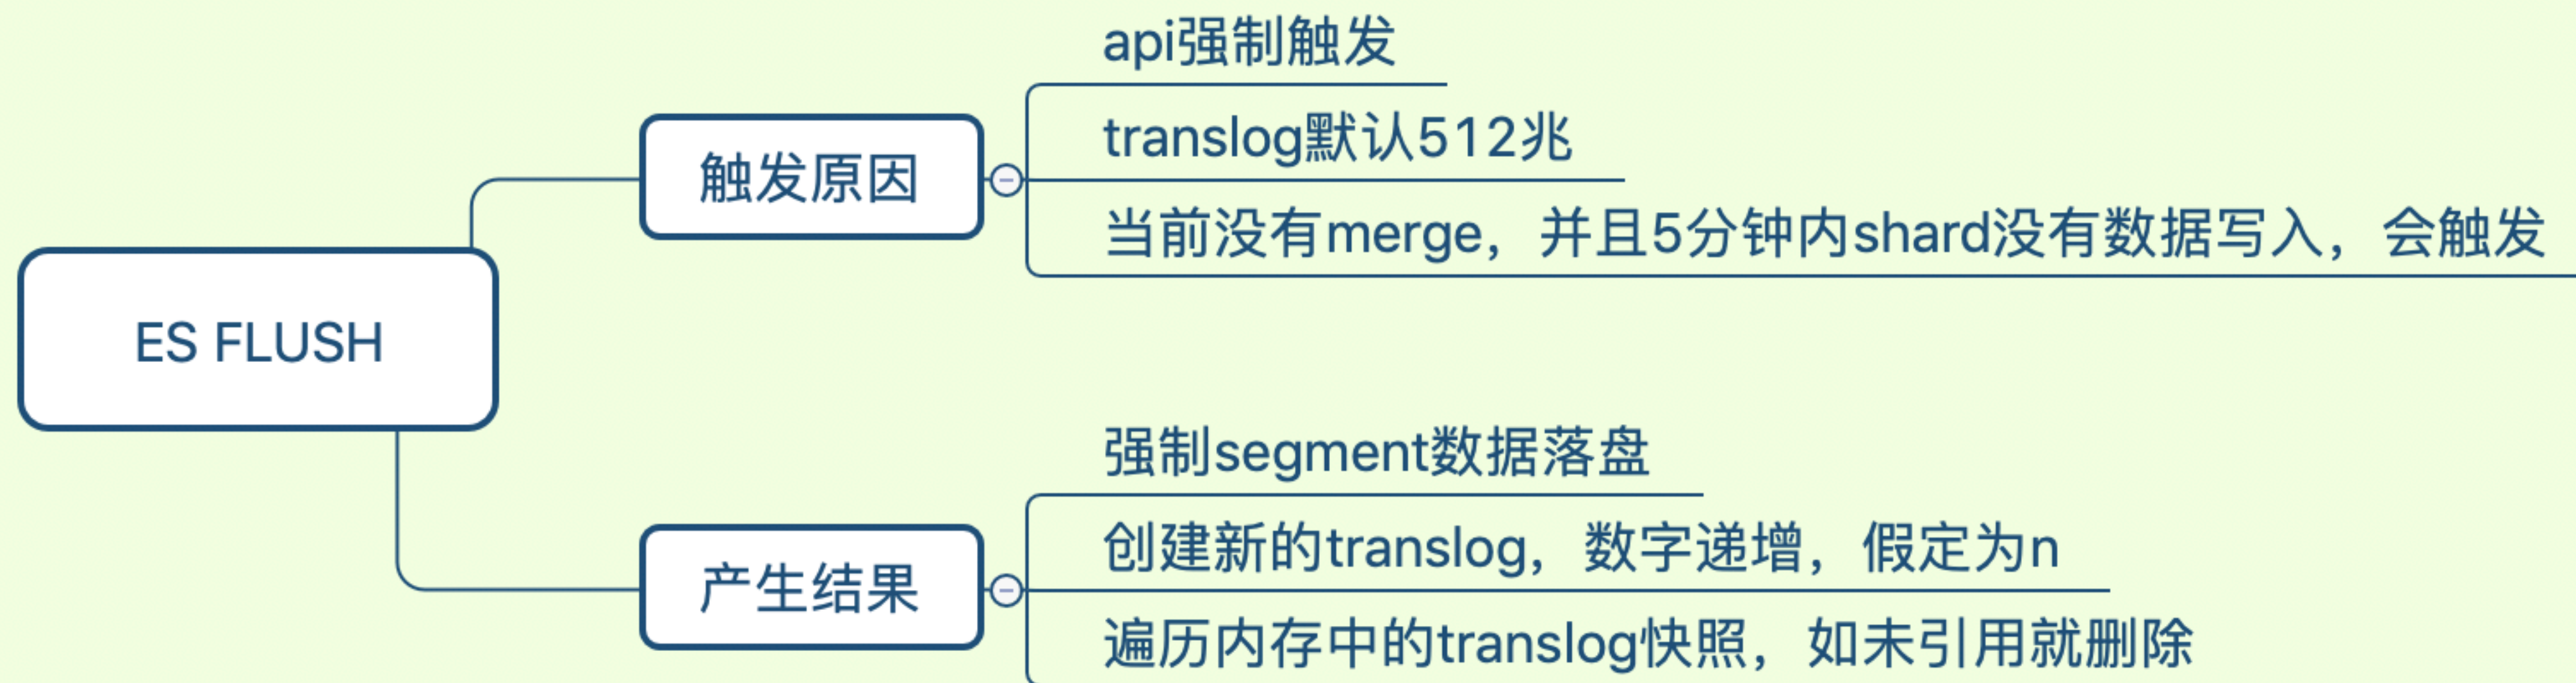 ES FLUSH
触发原因
api强制触发
translog默认512兆
当前没有merge，并且5分钟内shard没有数据写入，会触发
产生结果
强制segment数据落盘
创建新的translog，数字递增，假定为n
遍历内存中的translog快照，如未引用就删除